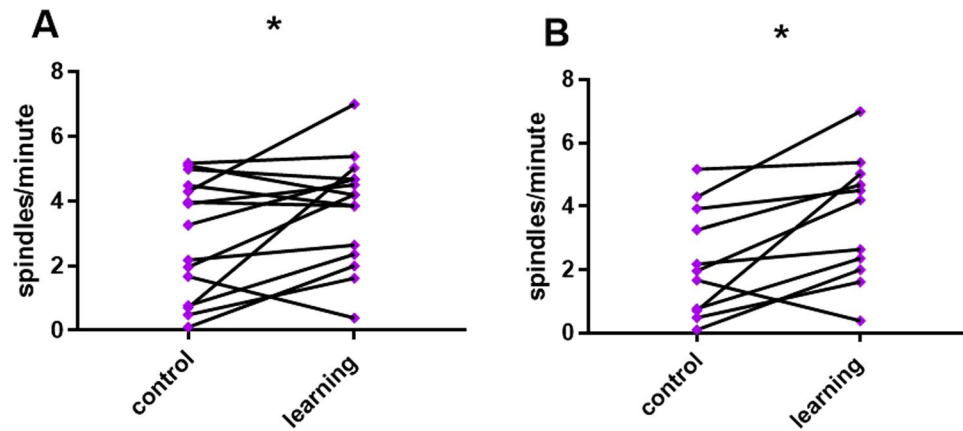 A
*
spindles/minute
8
6
4
2
0
control
learning
B
*
spindles/minute
8
6
4
2
0
control
learning